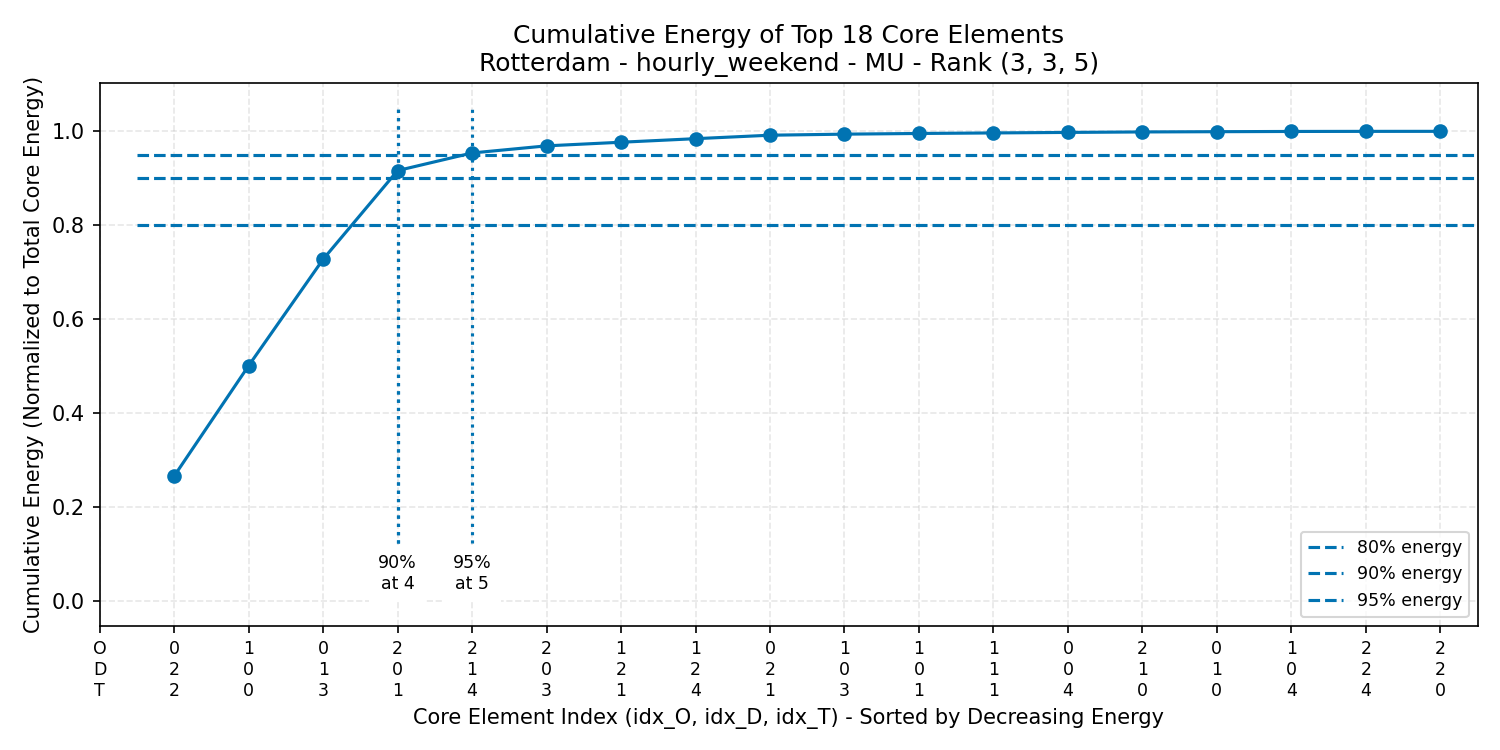 Cumulative Energy of Top 18 Core Elements
Rotterdam - hourly_weekend - MU - Rank (3, 3, 5)
Cumulative Energy (Normalized to Total Core Energy)
1.0
0.8
0.6
0.4
0.2
0.0
90%
at 4
95%
at 5
80% energy
90% energy
95% energy
O 0 1 0 2 2 2 1 1 0 1 1 1 0 2 0 1 2 2
D 2 0 1 0 1 0 2 2 2 0 0 1 0 1 1 0 2 2
T 2 0 3 1 4 3 1 4 1 3 1 1 4 0 0 4 4 0
Core Element Index (idx_O, idx_D, idx_T) - Sorted by Decreasing Energy